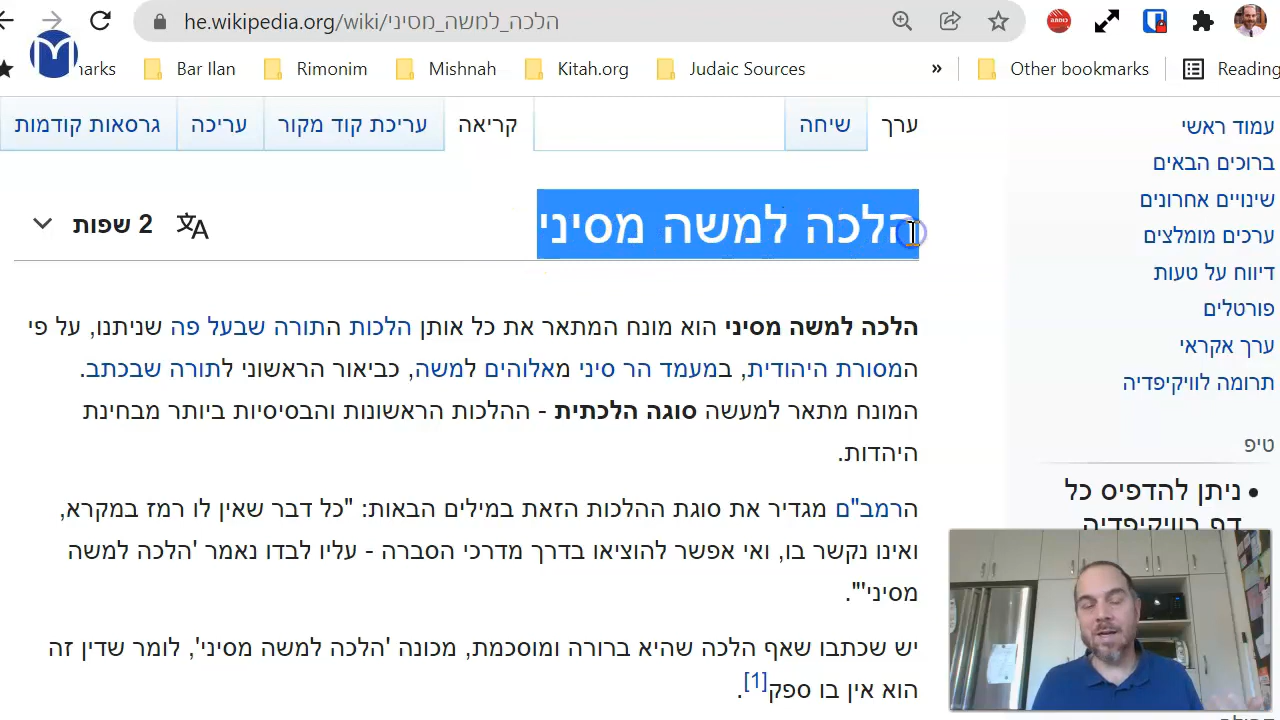 he.wikipedia.org/wiki/הלכה_למשה_מסיני
marks Bar Ilan Rimonim Mishnah Kitah.org Judaic Sources » Other bookmarks Reading
ערך שיחה קריאה עריכת קוד מקור עריכה גרסאות קודמות
הלכה למשה מסיני
2 שפות
הלכה למשה מסיני הוא מונח המתאר את כל אותן הלכות התורה שבעל פה שניתנו, על פי
המסורת היהודית, במעמד הר סיני מאלוהים למשה, כביאור הראשוני לתורה שבכתב.
המונח מתאר למעשה סוגה הלכתית - ההלכות הראשונות והבסיסיות ביותר מבחינת
היהדות.
הרמב"ם מגדיר את סוגת ההלכות הזאת במילים הבאות: "כל דבר שאין לו רמז במקרא,
ואינו נקשר בו, ואי אפשר להוציאו בדרך מדרכי הסברה - עליו לבדו נאמר 'הלכה למשה
מסיני'".
יש שכתבו שאף הלכה שהיא ברורה ומוסכמת, מכונה 'הלכה למשה מסיני', לומר שדין זה
הוא אין בו ספק[1].
עמוד ראשי
ברוכים הבאים
שינויים אחרונים
ערכים מומלצים
דיווח על טעות
פורטלים
ערך אקראי
תרומה לוויקיפדיה
טיפ
ניתן להדפיס כל
דף בוויקיפדיה